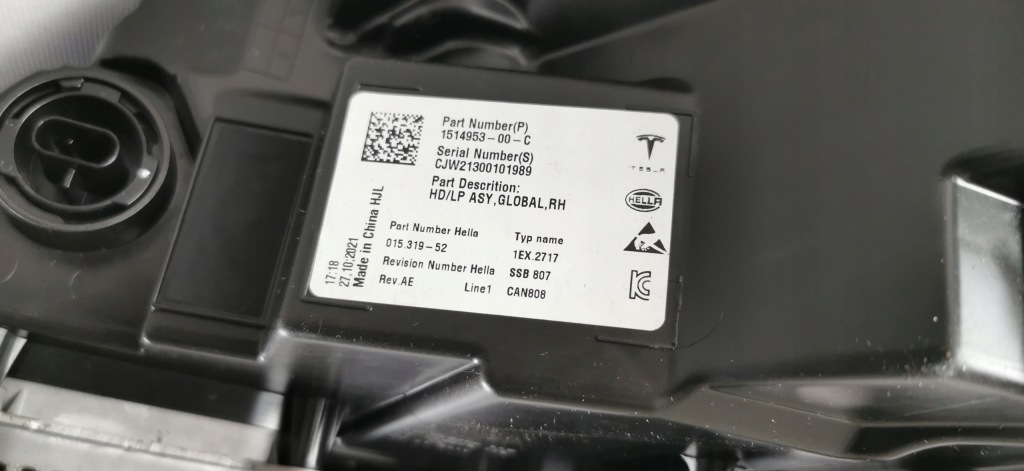 Part Number(P)
1514953-00-C
Serial Number(S)
CJW21300101989
Part Descrition:
HD/LP ASY,GLOBAL,RH
Part Number Hella
015.319-52
Revision Number Hella
Rev.AE
Line1
Typ name
1EX.2717
SSB 807
CAN808
17:18
27,10;2021
Made in China HJL
TESLA
HELLA